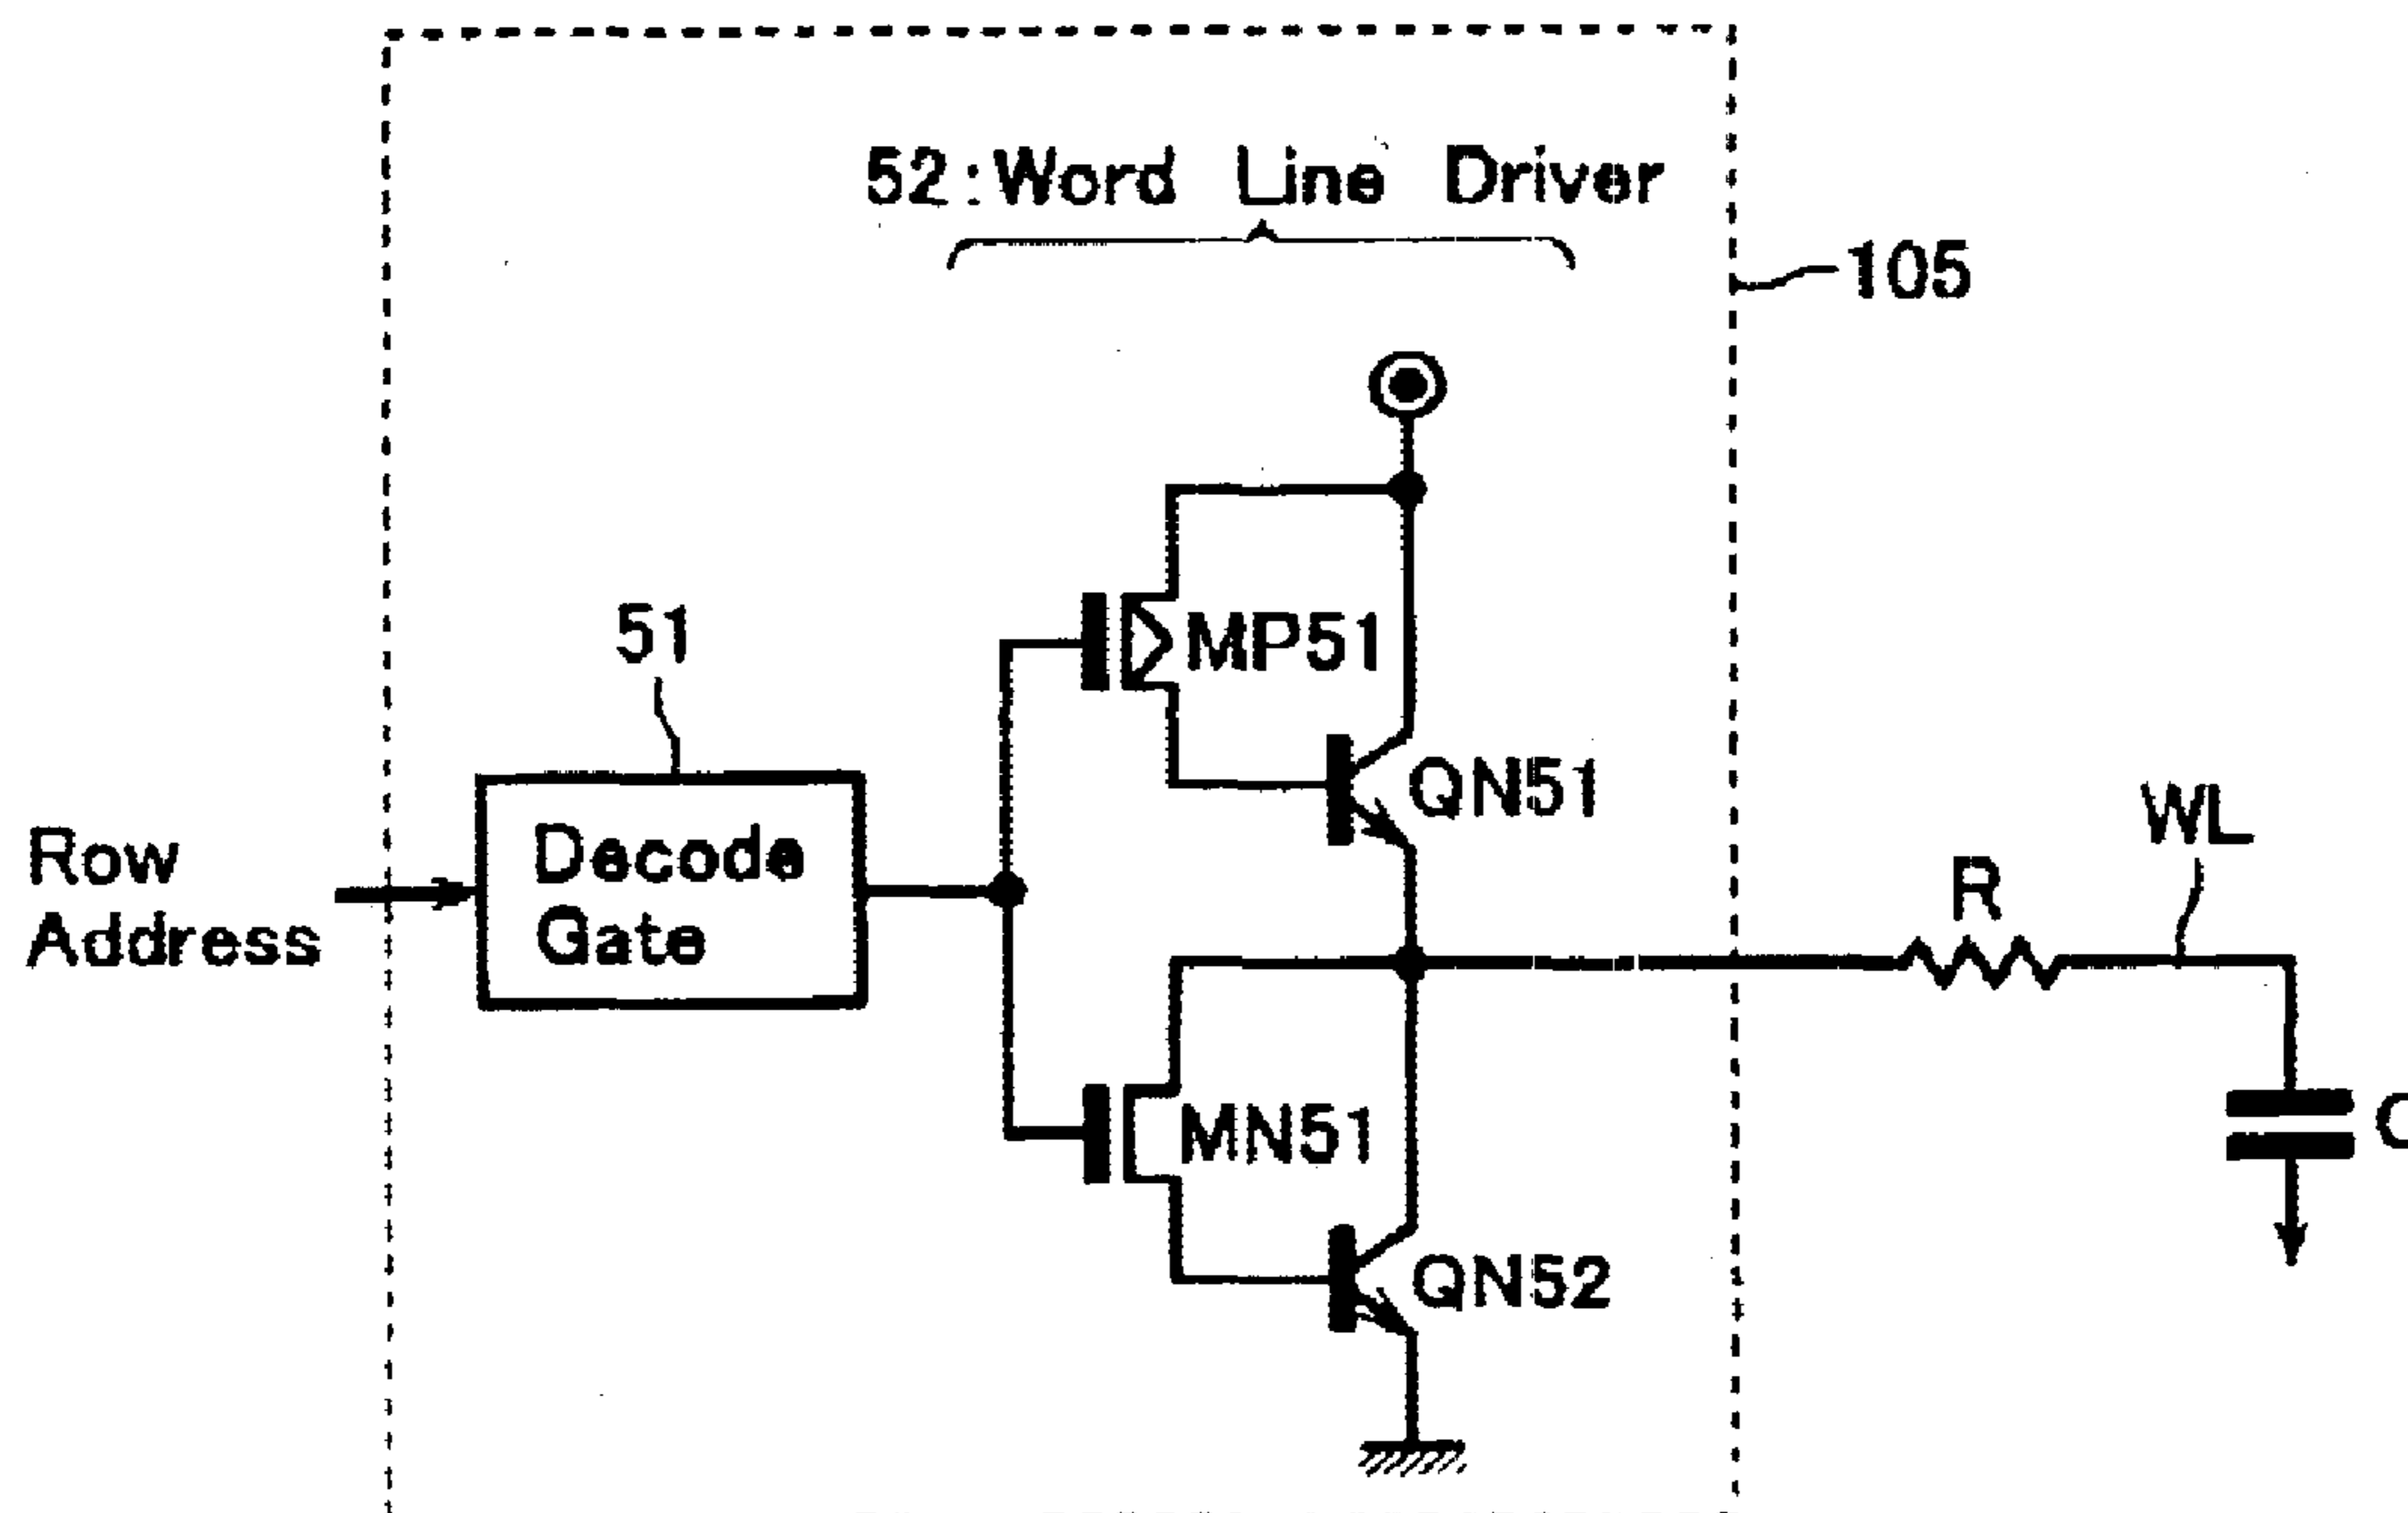 52:Word Line Driver
105
51
MP51
QN51
Row
Address
Decode
Gate
WL
R
MN51
C
QN52